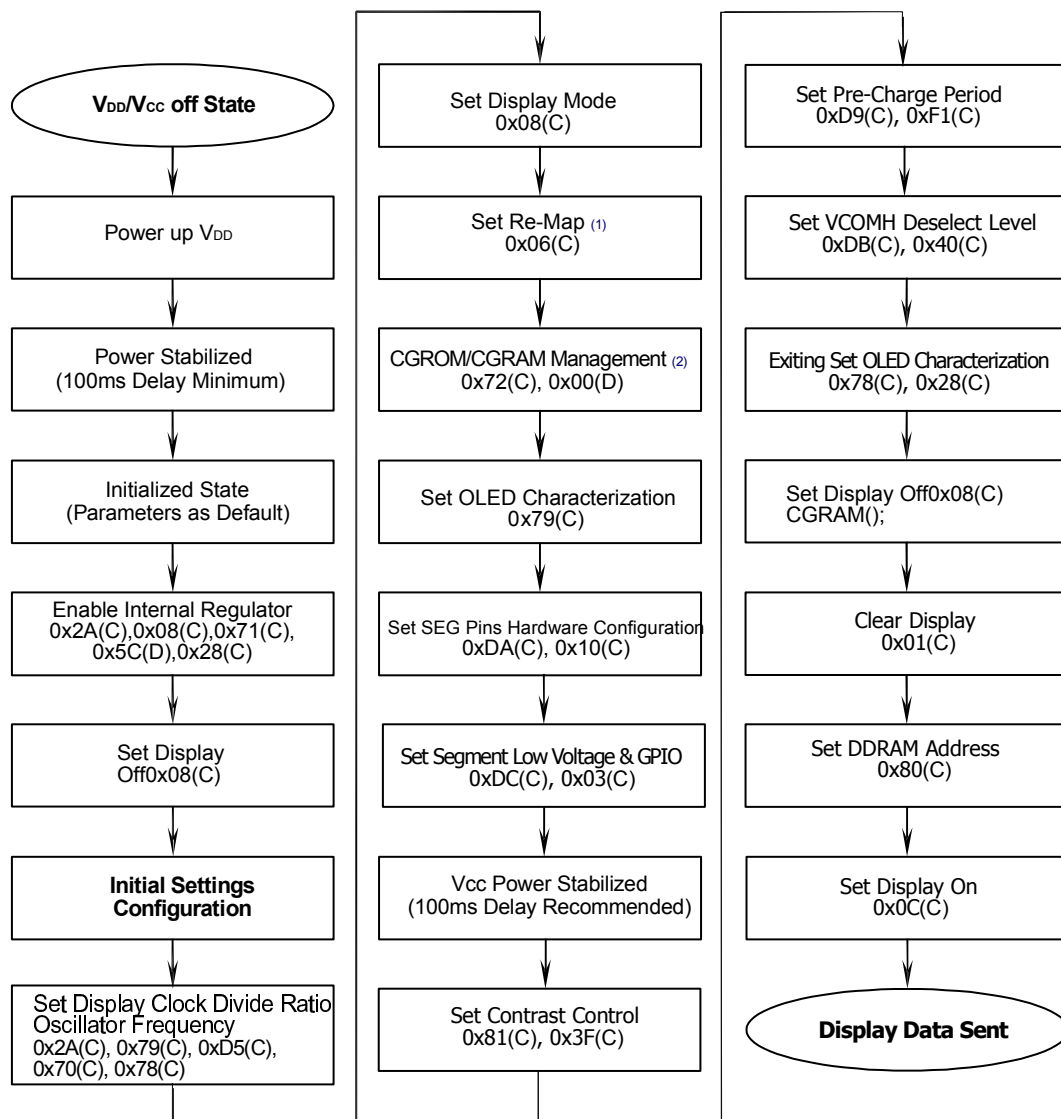 VDD/VCC off State
Power up VDD
Power Stabilized
(100ms Delay Minimum)
Initialized State
(Parameters as Default)
Enable Internal Regulator
0x2A(C),0x08(C),0x71(C),
0x5C(D),0x28(C)
Set Display
Off0x08(C)
Initial Settings
Configuration
Set Display Clock Divide Ratio
Oscillator Frequency
0x2A(C), 0x79(C), 0xD5(C),
0x70(C), 0x78(C)
Set Display Mode
0x08(C)
Set Re-Map (1)
0x06(C)
CGROM/CGRAM Management (2)
0x72(C), 0x00(D)
Set OLED Characterization
0x79(C)
Set SEG Pins Hardware Configuration
0xDA(C), 0x10(C)
Set Segment Low Voltage & GPIO
0xDC(C), 0x03(C)
Vcc Power Stabilized
(100ms Delay Recommended)
Set Contrast Control
0x81(C), 0x3F(C)
Set Pre-Charge Period
0xD9(C), 0xF1(C)
Set VCOMH Deselect Level
0xDB(C), 0x40(C)
Exiting Set OLED Characterization
0x78(C), 0x28(C)
Set Display Off0x08(C)
CGRAM();
Clear Display
0x01(C)
Set DDRAM Address
0x80(C)
Set Display On
0x0C(C)
Display Data Sent